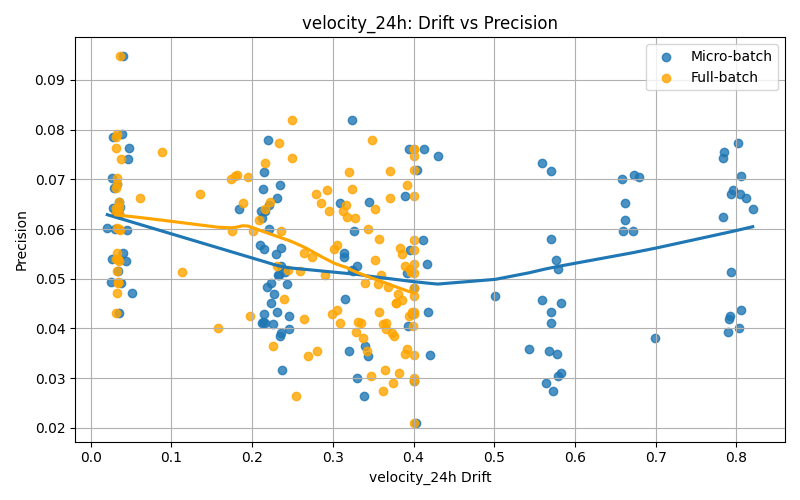 velocity_24h: Drift vs Precision
Micro-batch
Full-batch
Precision
0.09
0.08
0.07
0.06
0.05
0.04
0.03
0.02
0.0 0.1 0.2 0.3 0.4 0.5 0.6 0.7 0.8
velocity_24h Drift